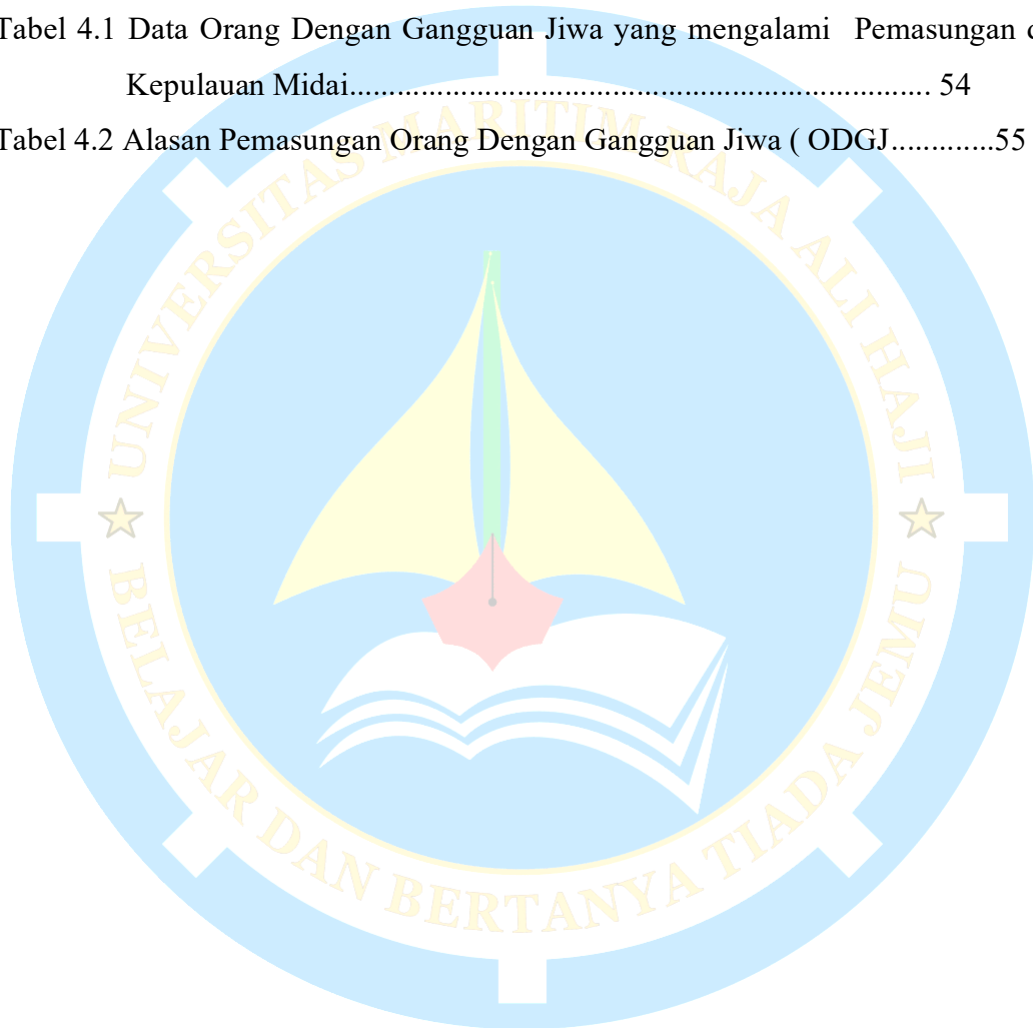 Tabel 4.1 Data Orang Dengan Gangguan Jiwa yang mengalami  Pemasungan
Kepulauan Midai......................................................................... 54
Tabel 4.2 Alasan Pemasungan Orang Dengan Gangguan Jiwa ( ODGJ.............55
UNIVERSITAS MARITIM RAJA ALI HAJI
BELAJAR DAN BERTANYA TIADA JEMU